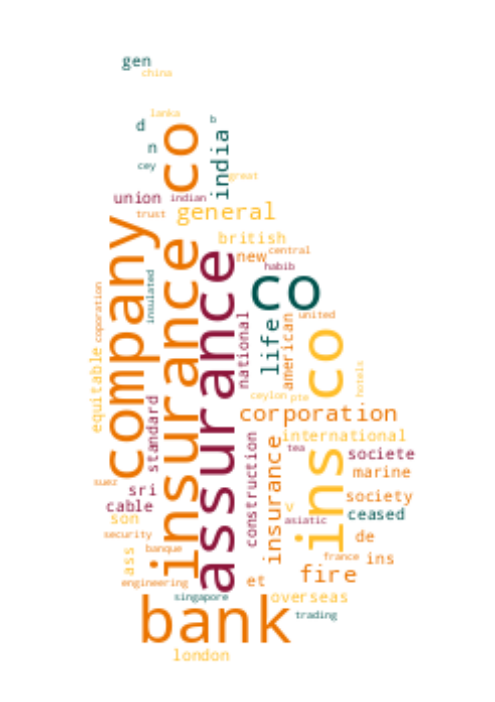 gen
china
lanka
d
b
n
co
india
cey
great
union
indian
trust
general
british
new
central
habib
company
insurance
assurance
co
insulated
coporation
united
life
american
national
co
equitable
hotels
ceylon
pte
standard
corporation
international
construction
insurance
tea
societe
marine
suez
sri
ins
society
cable
v
ceased
son
asiatic
security
de
ass
banque
france
ins
engineering
et
fire
singapore
overseas
bank
trading
london